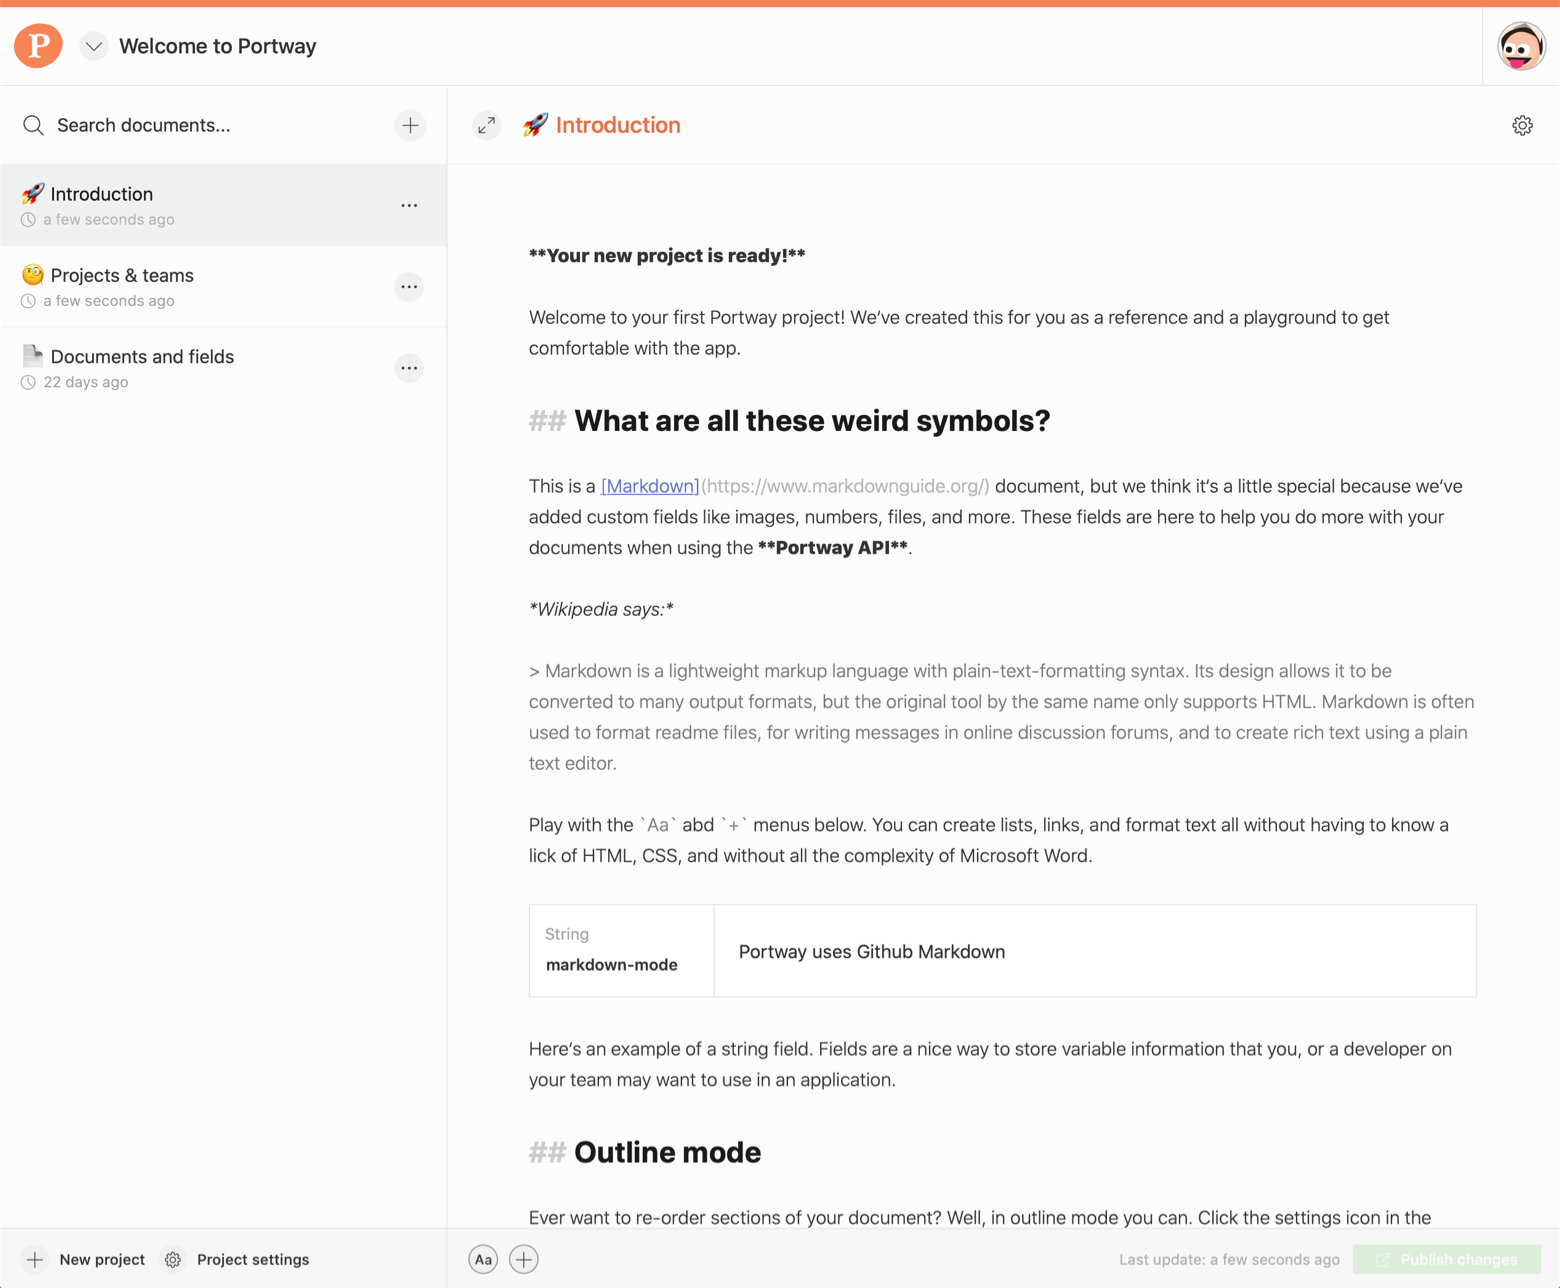 P
Welcome to Portway
Search documents...
🚀 Introduction
a few seconds ago
🧐 Projects & teams
a few seconds ago
📄 Documents and fields
22 days ago
New project
Project settings
🚀 Introduction
**Your new project is ready!**
Welcome to your first Portway project! We’ve created this for you as a reference and a playground to get
comfortable with the app.
## What are all these weird symbols?
This is a [Markdown](https://www.markdownguide.org/) document, but we think it’s a little special because we’ve
added custom fields like images, numbers, files, and more. These fields are here to help you do more with your
documents when using the **Portway API**.
*Wikipedia says:*
> Markdown is a lightweight markup language with plain-text-formatting syntax. Its design allows it to be
converted to many output formats, but the original tool by the same name only supports HTML. Markdown is often
used to format readme files, for writing messages in online discussion forums, and to create rich text using a plain
text editor.
Play with the `Aa` abd `+` menus below. You can create lists, links, and format text all without having to know a
lick of HTML, CSS, and without all the complexity of Microsoft Word.
String
markdown-mode
Portway uses Github Markdown
Here’s an example of a string field. Fields are a nice way to store variable information that you, or a developer on
your team may want to use in an application.
## Outline mode
Ever want to re-order sections of your document? Well, in outline mode you can. Click the settings icon in the
Aa
Last update: a few seconds ago
Publish changes